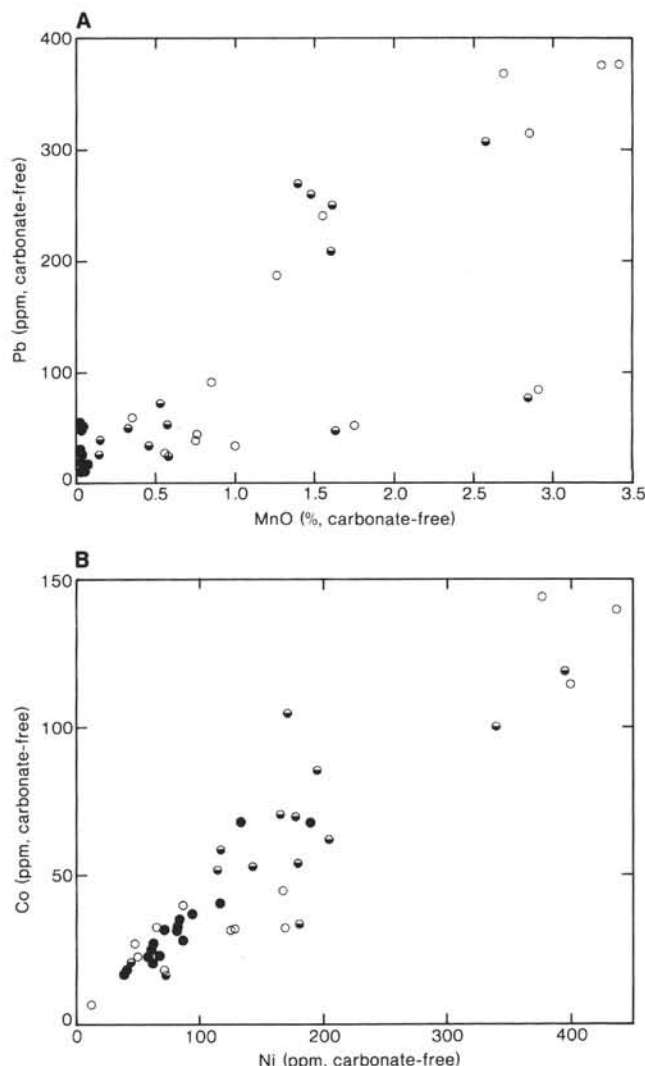 A
400
300
200
100
0
Pb (ppm, carbonate-free)
0 0.5 1.0 1.5 2.0 2.5 3.0 3.5
MnO (%, carbonate-free)
B
150
100
50
0
Co (ppm, carbonate-free)
100 200 300 400
Ni (ppm, carbonate-free)